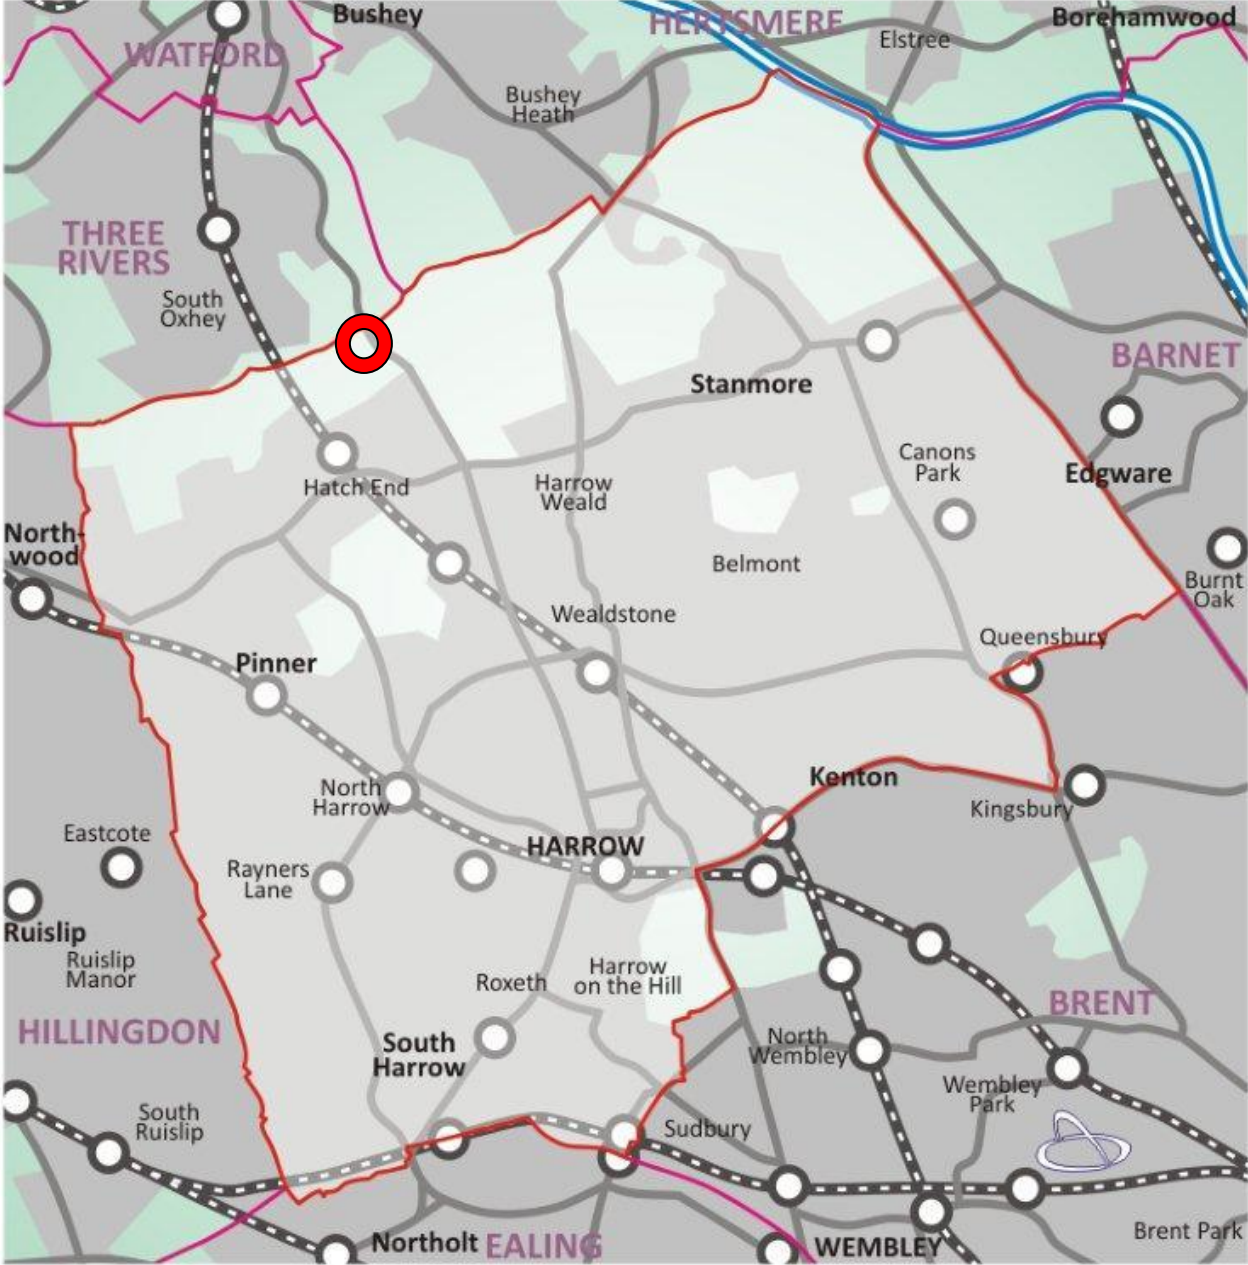 Bushey
HERTSMERE
Borehamwood
WATFORD
Elstree
Bushey
Heath
THREE
RIVERS
South
Oxhey
BARNET
Stanmore
Canons
Park
Edgware
Hatch End
Harrow
Weald
North-
wood
Belmont
Burnt
Oak
Wealdstone
Queensbury
Pinner
Kenton
North
Harrow
Kingsbury
Eastcote
HARROW
Rayners
Lane
Ruislip
Ruislip
Manor
Roxeth
Harrow
on the Hill
BRENT
HILLINGDON
South
Harrow
North
Wembley
Wembley
Park
South
Ruislip
Sudbury
Brent Park
Northolt
EALING
WEMBLEY